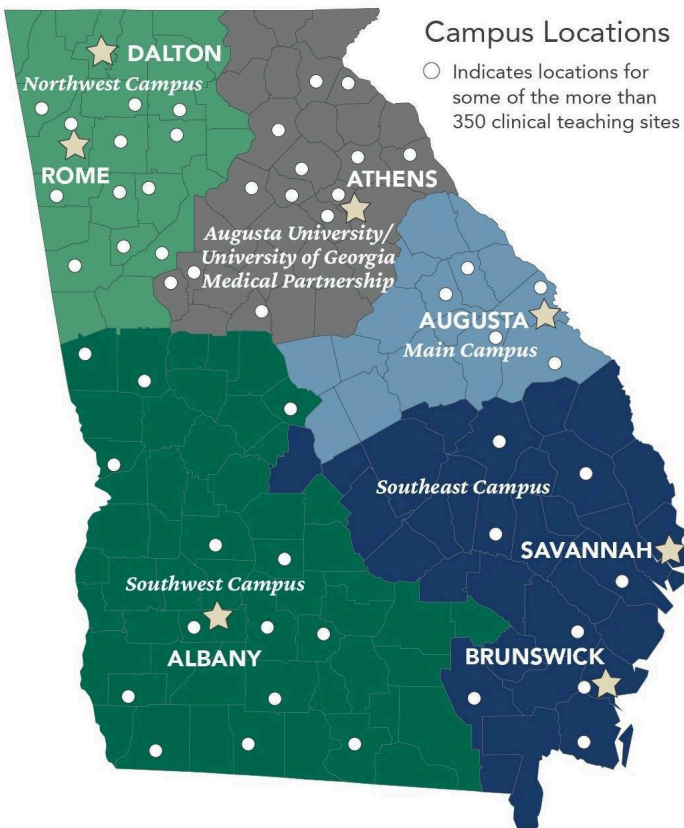 Campus Locations
Indicates locations for
some of the more than
350 clinical teaching sites
DALTON
Northwest Campus
ROME
ATHENS
Augusta University/
University of Georgia
Medical Partnership
AUGUSTA
Main Campus
Southeast Campus
SAVANNAH
Southwest Campus
ALBANY
BRUNSWICK